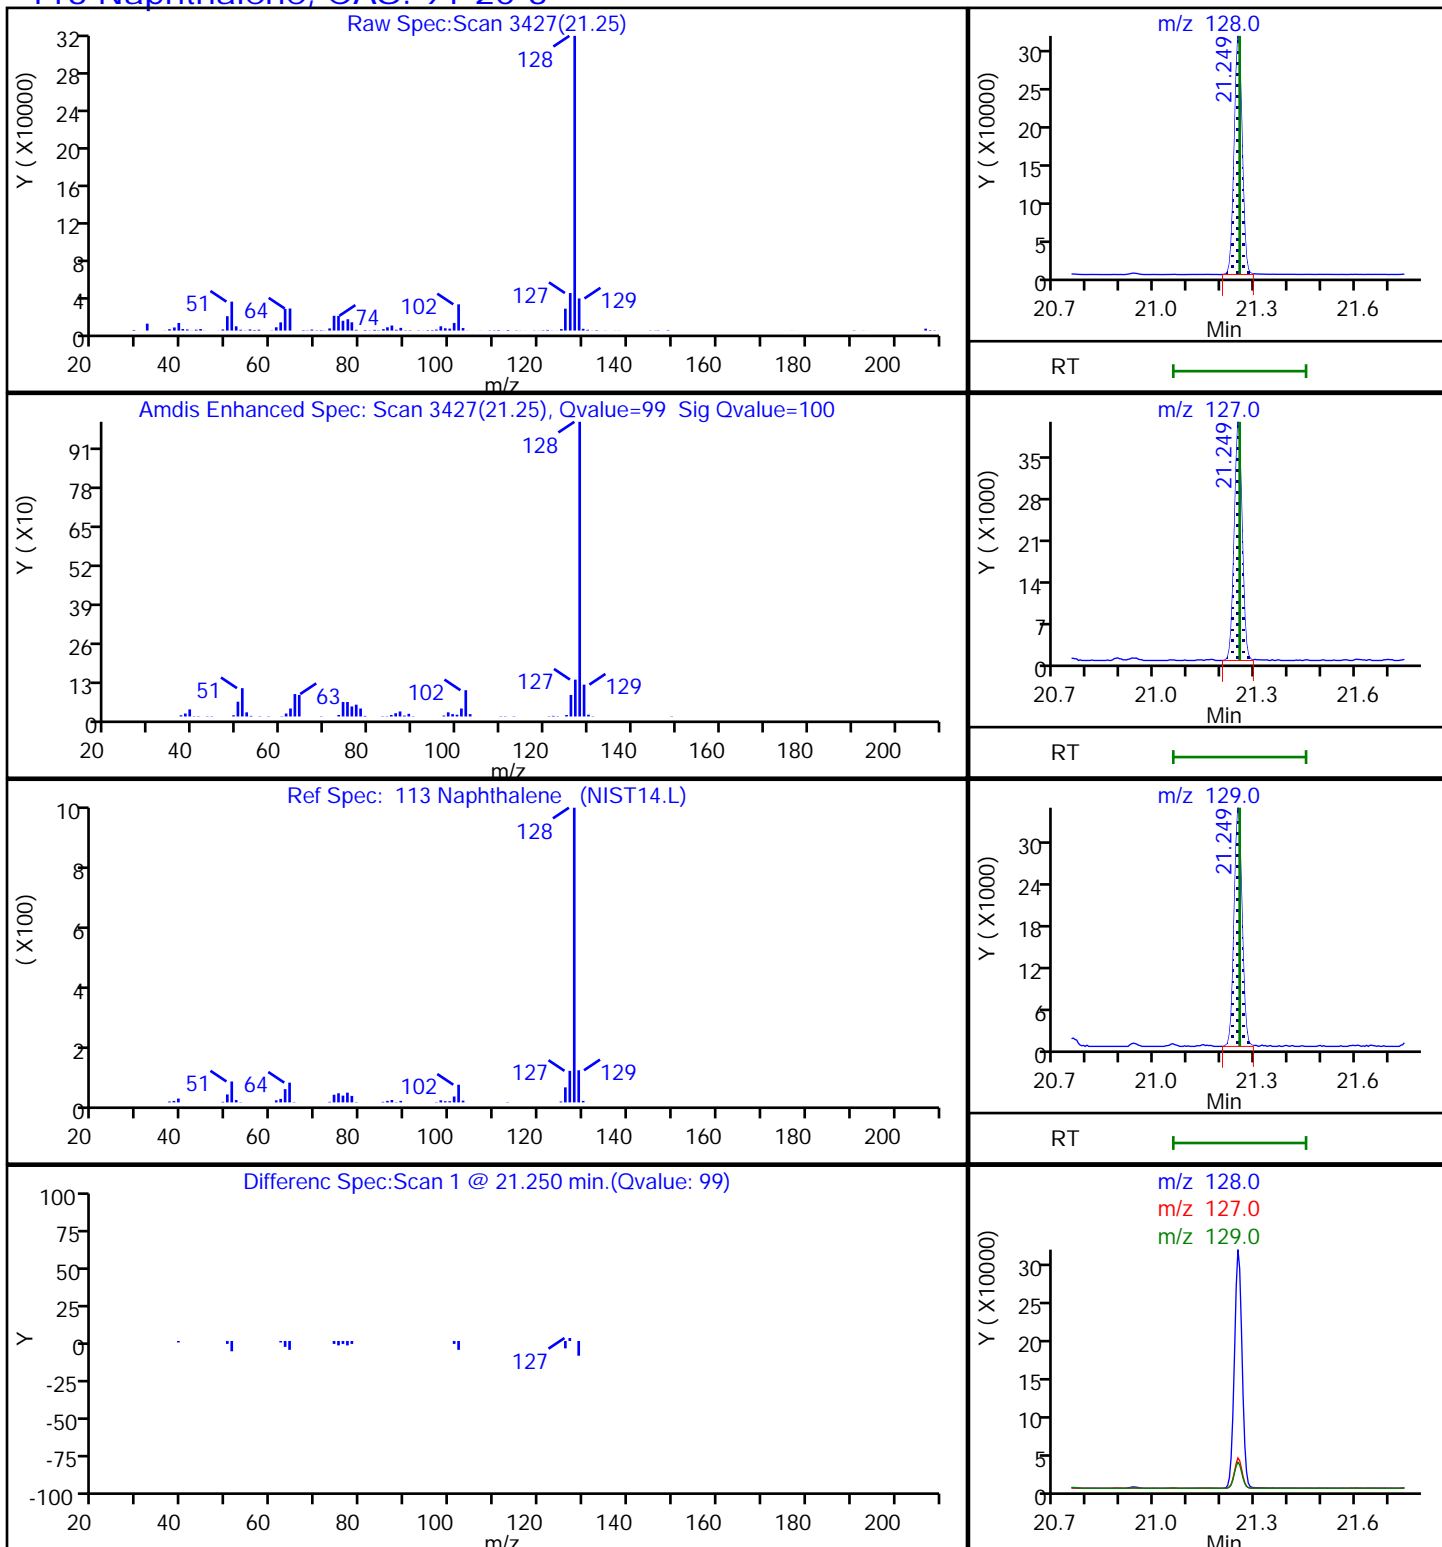 113 Naphthalene, CAS: 91-20-3
Raw Spec:Scan 3427(21.25)
Y ( X10000)
32
28
24
20
16
12
8
4
0
128
51
64
74
102
127
129
20 40 60 80 100 120 140 160 180 200
m/z
m/z 128.0
Y ( X10000)
30
25
20
15
10
5
0
21.249
20.7 21.0 21.3 21.6
Min
RT
Amdis Enhanced Spec: Scan 3427(21.25), Qvalue=99 Sig Qvalue=100
Y ( X10)
91
78
65
52
39
26
13
0
128
51
63
102
127
129
20 40 60 80 100 120 140 160 180 200
m/z
m/z 127.0
Y ( X1000)
35
28
21
14
7
0
21.249
20.7 21.0 21.3 21.6
Min
RT
Ref Spec: 113 Naphthalene (NIST14.L)
( X100)
10
8
6
4
2
0
128
51
64
102
127
129
20 40 60 80 100 120 140 160 180 200
m/z 129.0
Y ( X1000)
30
24
18
12
6
0
21.249
20.7 21.0 21.3 21.6
Min
RT
Differenc Spec:Scan 1 @ 21.250 min.(Qvalue: 99)
Y
100
75
50
25
0
-25
-50
-75
-100
127
20 40 60 80 100 120 140 160 180 200
m/z
m/z 128.0
m/z 127.0
m/z 129.0
Y ( X10000)
30
25
20
15
10
5
0
20.7 21.0 21.3 21.6
Min